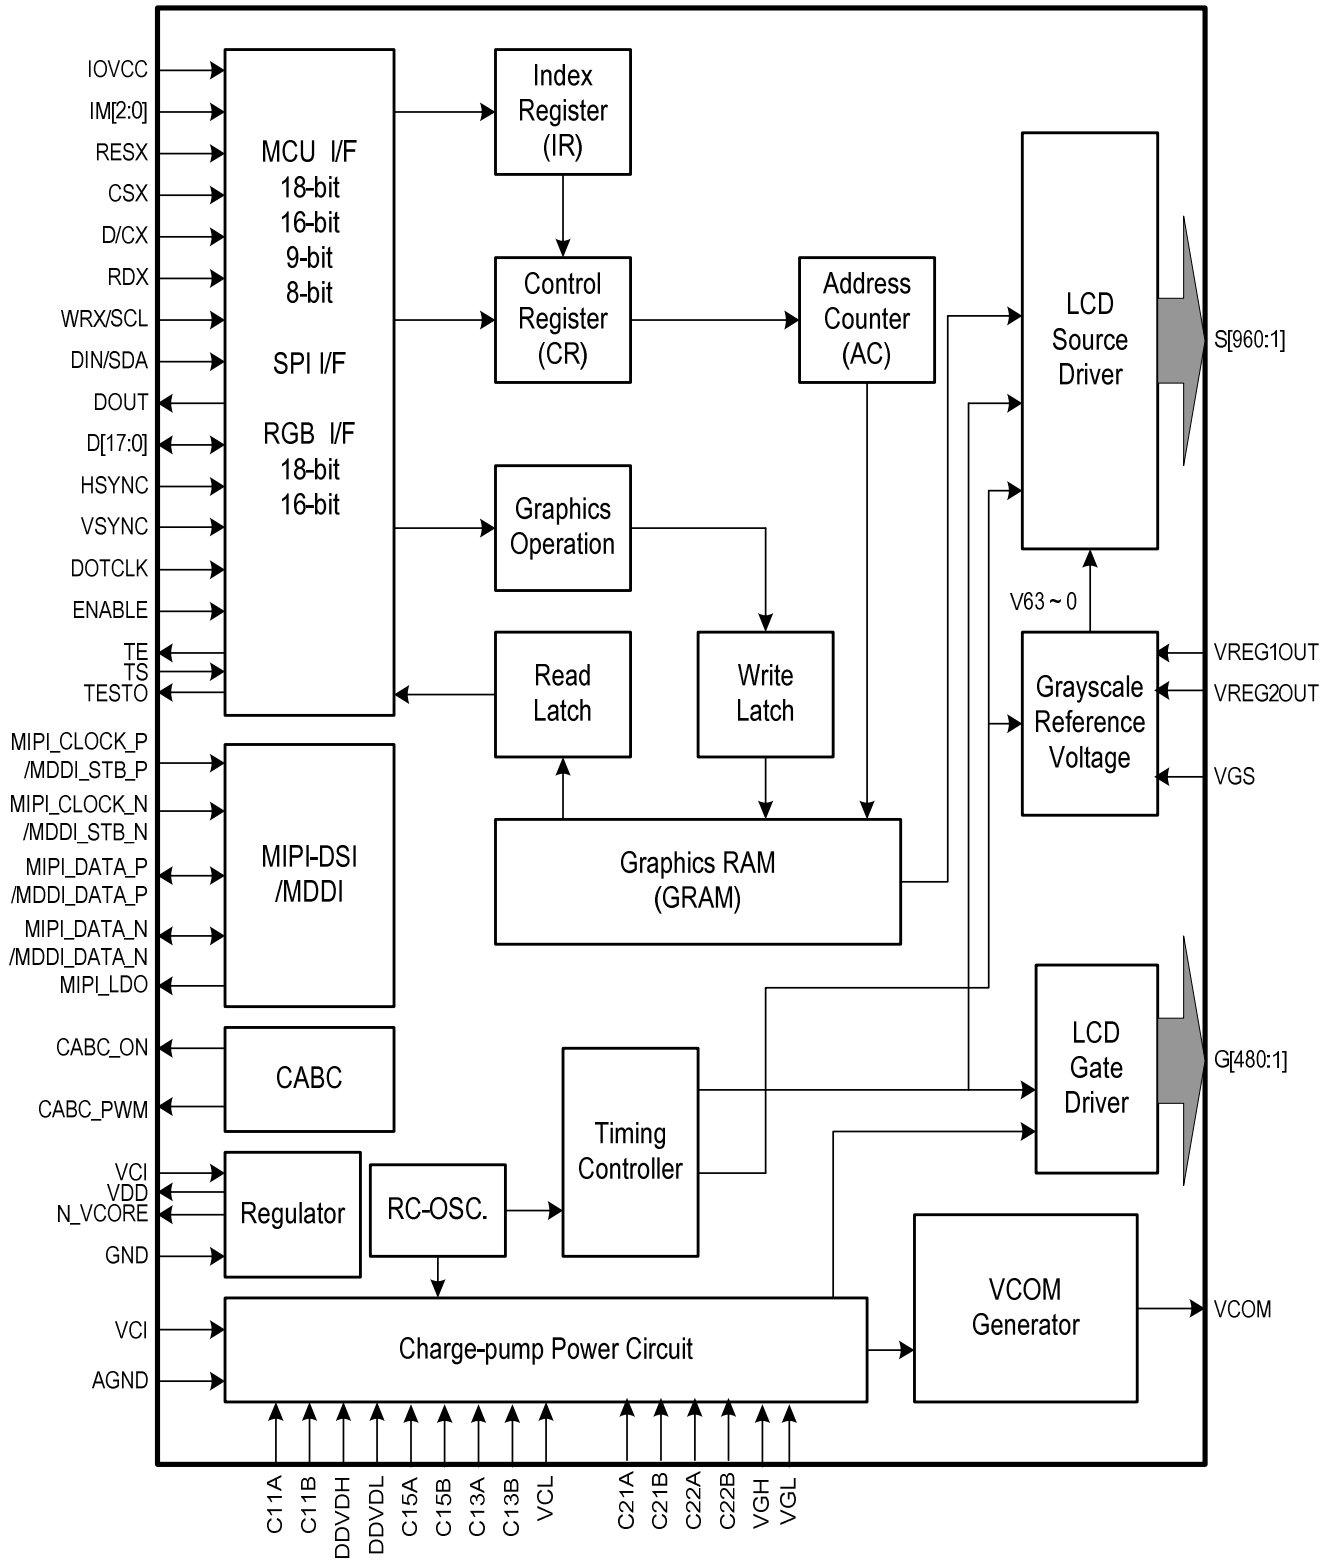 IOVCC
IM[2:0]
RESX
CSX
D/CX
RDX
WRX/SCL
DIN/SDA
DOUT
D[17:0]
HSYNC
VSYNC
DOTCLK
ENABLE
TE
TS
TESTO
MIPI_CLOCK_P
/MDDI_STB_P
MIPI_CLOCK_N
/MDDI_STB_N
MIPI_DATA_P
/MDDI_DATA_P
MIPI_DATA_N
/MDDI_DATA_N
MIPI_LDO
CABC_ON
CABC_PWM
VCI
VDD
N_VCORE
GND
VCI
AGND
MCU I/F
18-bit
16-bit
9-bit
8-bit
SPI I/F
RGB I/F
18-bit
16-bit
MIPI-DSI
/MDDI
CABC
Regulator
RC-OSC.
Charge-pump Power Circuit
Index
Register
(IR)
Control
Register
(CR)
Address
Counter
(AC)
Graphics
Operation
Read
Latch
Write
Latch
Graphics RAM
(GRAM)
Timing
Controller
LCD
Source
Driver
V63 ~ 0
Grayscale
Reference
Voltage
LCD
Gate
Driver
VCOM
Generator
S[960:1]
VREG1OUT
VREG2OUT
VGS
G[480:1]
VCOM
C11A
C11B
DDVDH
DDVDL
C15A
C15B
C13A
C13B
VCL
C21A
C21B
C22A
C22B
VGH
VGL